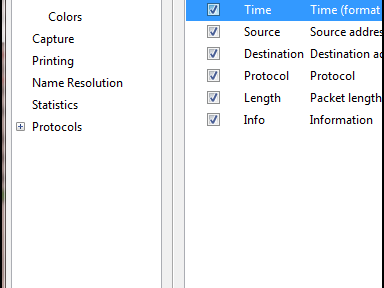 Colors
Capture
Printing
Name Resolution
Statistics
Protocols
Time Time (format
Source Source addres
Destination Destination ad
Protocol Protocol
Length Packet length
Info Information